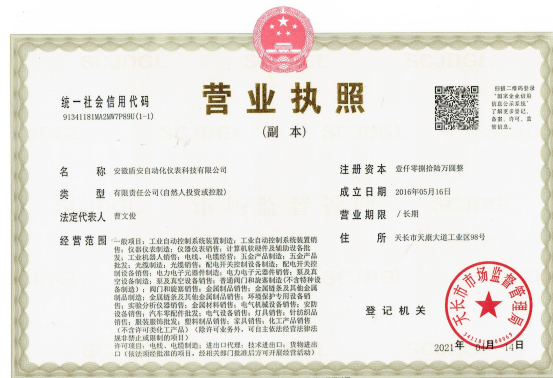 统一社会信用代码
91341181MA2MW7P89U(1-1)
营业执照
(副 本)
扫描二维码登录
"国家企业信用
信息公示系统"
了解更多登记、
备案、许可、监
管信息。
名 称 安徽盾安自动化仪表科技有限公司
类 型 有限责任公司(自然人投资或控股)
法定代表人 曹文俊
经营范围 一般项目:工业自动控制系统装置制造;工业自动控制系统装置销
售;仪器仪表制造;仪器仪表销售;计算机软硬件及辅助设备批
发;工业机器人销售;电线、电缆经营;五金产品制造;五金产品
批发;光缆制造;光缆销售;配电开关控制设备制造;配电开关控
制设备销售;电力电子元器件制造;电力电子元器件销售;泵及真
空设备制造;泵及真空设备销售;普通阀门和旋塞制造(不含特种设
备制造);阀门和旋塞销售;金属制品销售;金属链条及其他金属
制品制造;金属链条及其他金属制品销售;环境保护专用设备销
售;实验分析仪器销售;金属材料销售;电气机械设备销售;安防
设备销售;汽车零配件批发;电气设备销售;灯具销售;针纺织品
销售;服装服饰批发;塑料制品销售;家具销售;化工产品销售
(不含许可类化工产品)(除许可业务外,可自主依法经营法律法
规非禁止或限制的项目)
许可项目:电线、电缆制造;进出口代理;技术进出口;货物进出
口(依法须经批准的项目,经相关部门批准后方可开展经营活动)
注册资本 壹仟零捌拾陆万圆整
成立日期 2016年05月16日
营业期限 /长期
住 所 天长市天康大道工业区98号
登记机关
天长市市场监督管理局
2021年 月14日